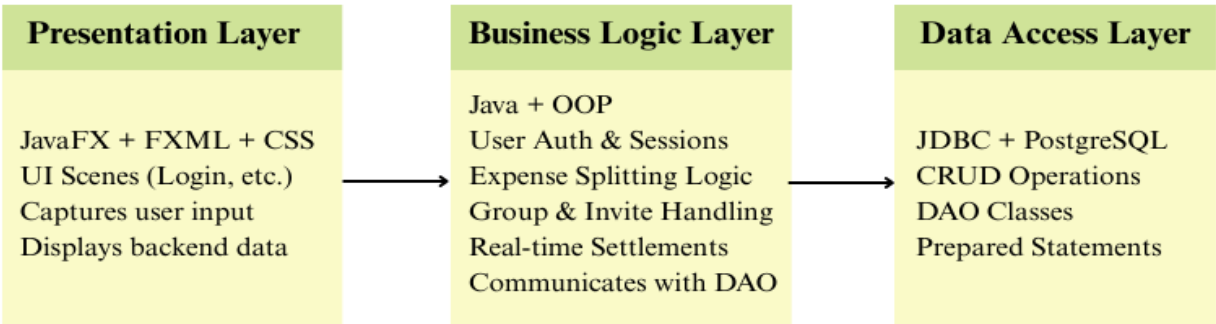 Presentation Layer
JavaFX + FXML + CSS
UI Scenes (Login, etc.)
Captures user input
Displays backend data
Business Logic Layer
Java + OOP
User Auth & Sessions
Expense Splitting Logic
Group & Invite Handling
Real-time Settlements
Communicates with DAO
Data Access Layer
JDBC + PostgreSQL
CRUD Operations
DAO Classes
Prepared Statements